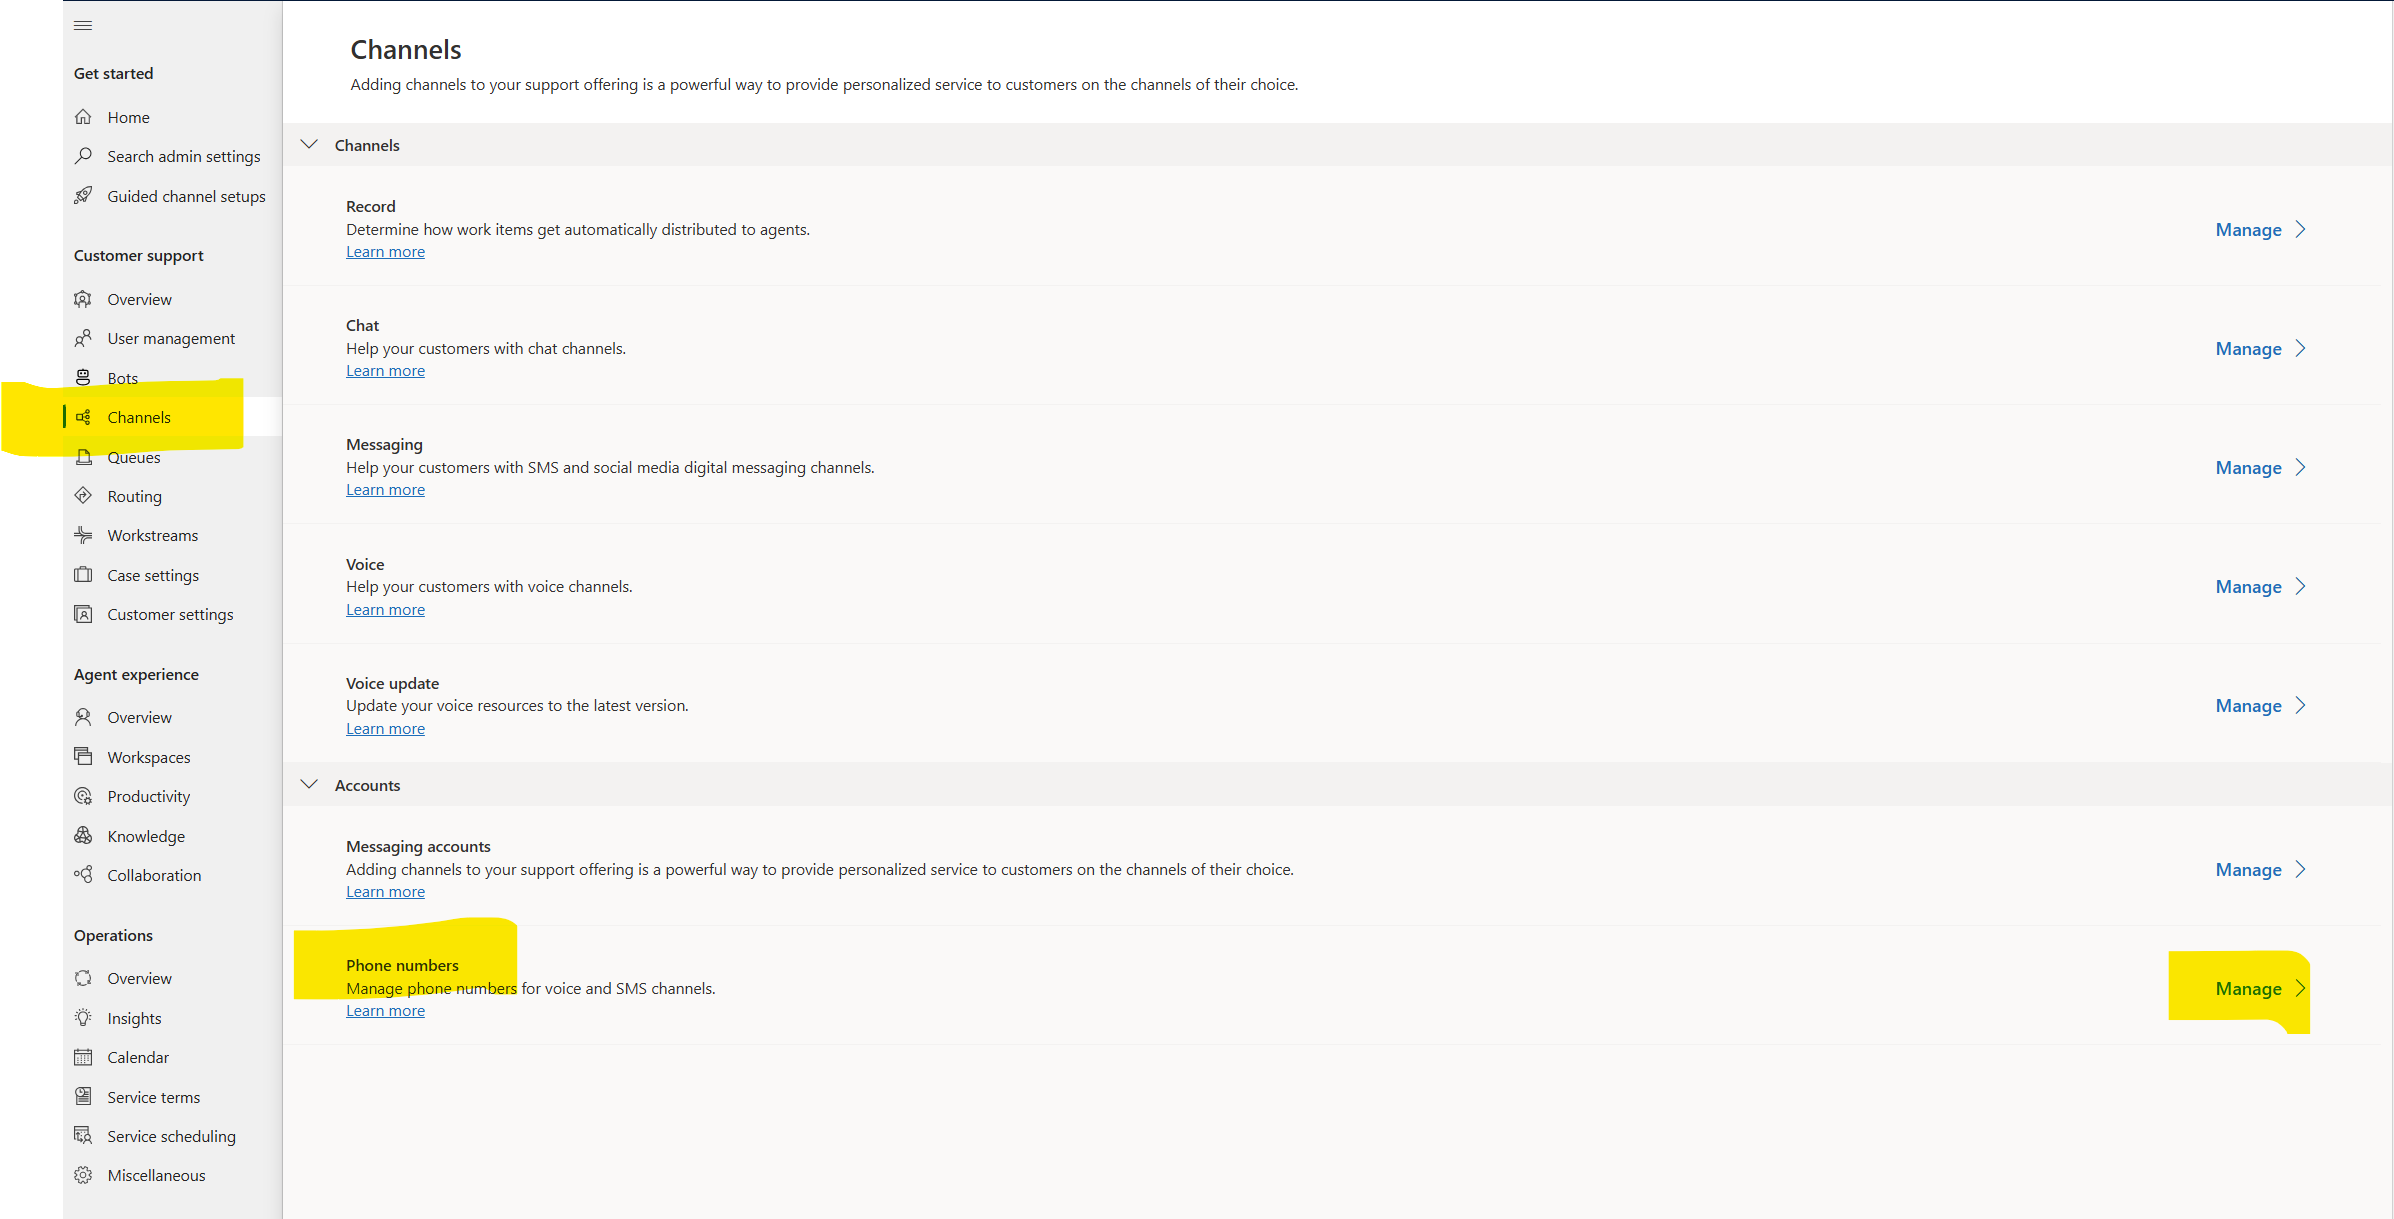 Get started
Home
Search admin settings
Guided channel setups
Customer support
Overview
User management
Bots
Channels
Queues
Routing
Workstreams
Case settings
Customer settings
Agent experience
Overview
Workspaces
Productivity
Knowledge
Collaboration
Operations
Overview
Insights
Calendar
Service terms
Service scheduling
Miscellaneous
Channels
Adding channels to your support offering is a powerful way to provide personalized service to customers on the channels of their choice.
Channels
Record
Determine how work items get automatically distributed to agents.
Learn more
Manage
Chat
Help your customers with chat channels.
Learn more
Manage
Messaging
Help your customers with SMS and social media digital messaging channels.
Learn more
Manage
Voice
Help your customers with voice channels.
Learn more
Manage
Voice update
Update your voice resources to the latest version.
Learn more
Manage
Accounts
Messaging accounts
Adding channels to your support offering is a powerful way to provide personalized service to customers on the channels of their choice.
Learn more
Manage
Phone numbers
Manage phone numbers for voice and SMS channels.
Learn more
Manage